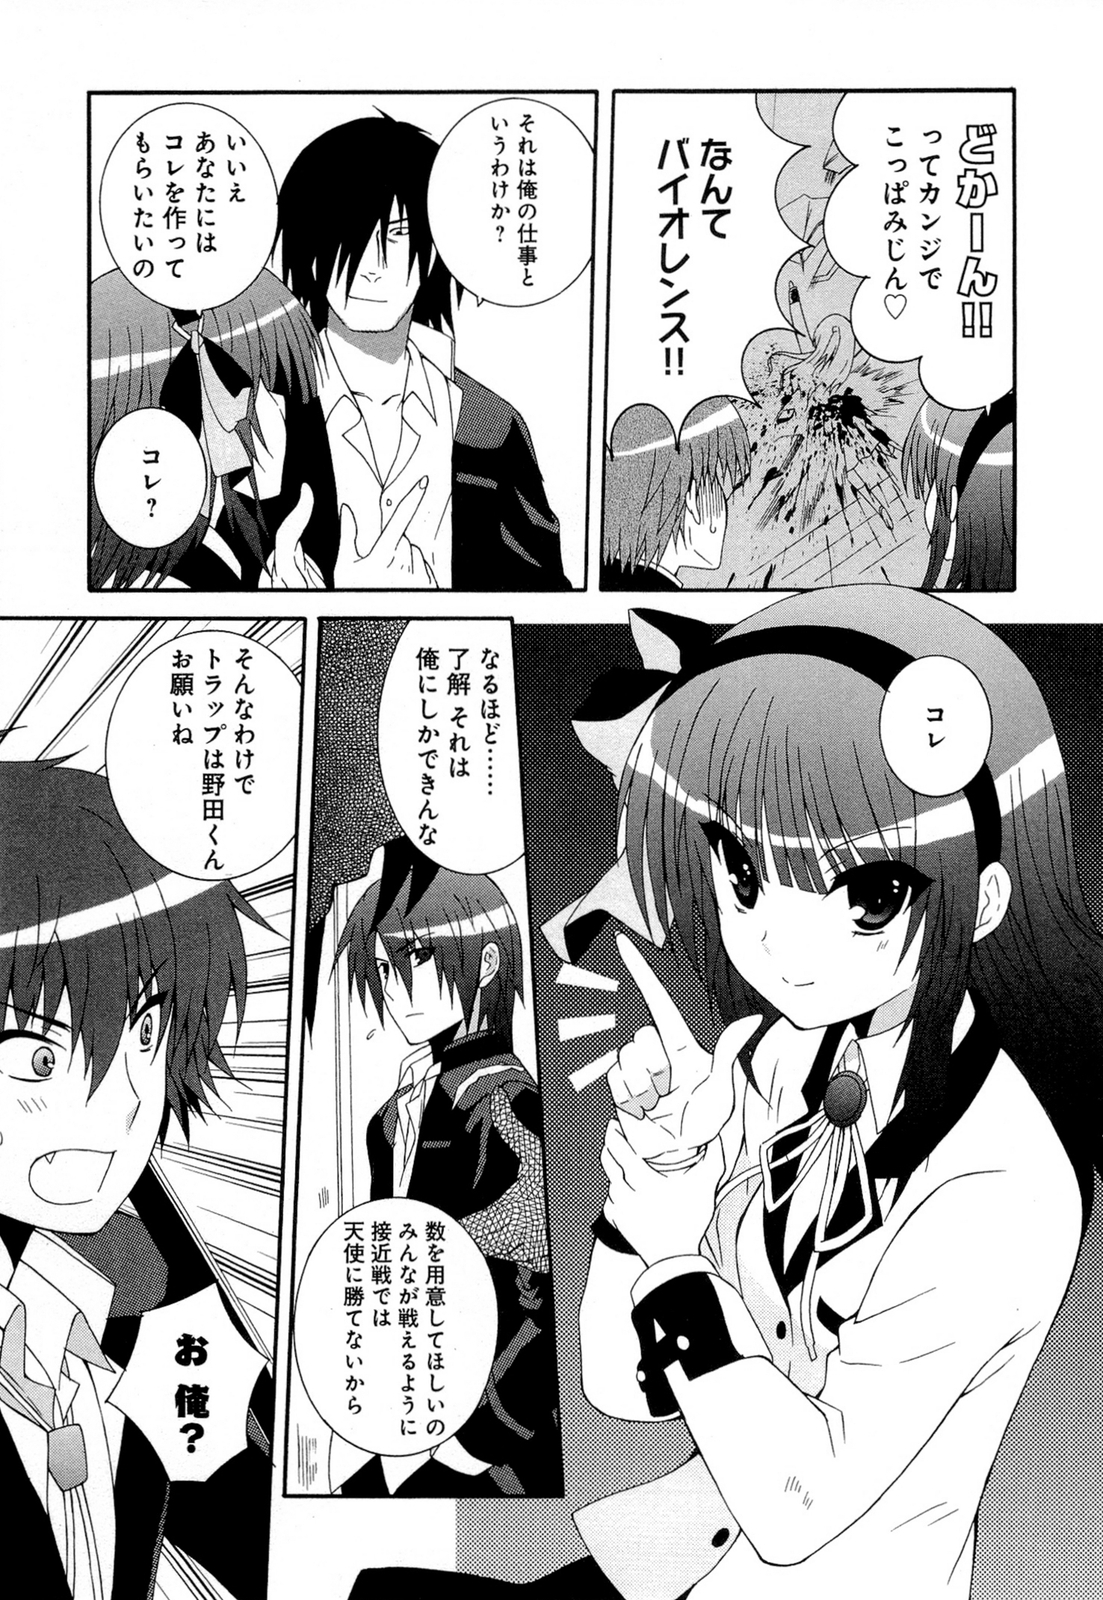 どかーん!!
ってカンジで
こっぱみじん♡
なんて
バイオレンス!!
それは俺の仕事と
いうわけか?
いいえ
あなたには
コレを作って
もらいたいの
コレ?
コレ
なるほど……
了解 それは
俺にしかできんな
数を用意してほしいの
みんなが戦えるように
接近戦では
天使に勝てないから
そんなわけで
トラップは野田くん
お願いね
お 俺?